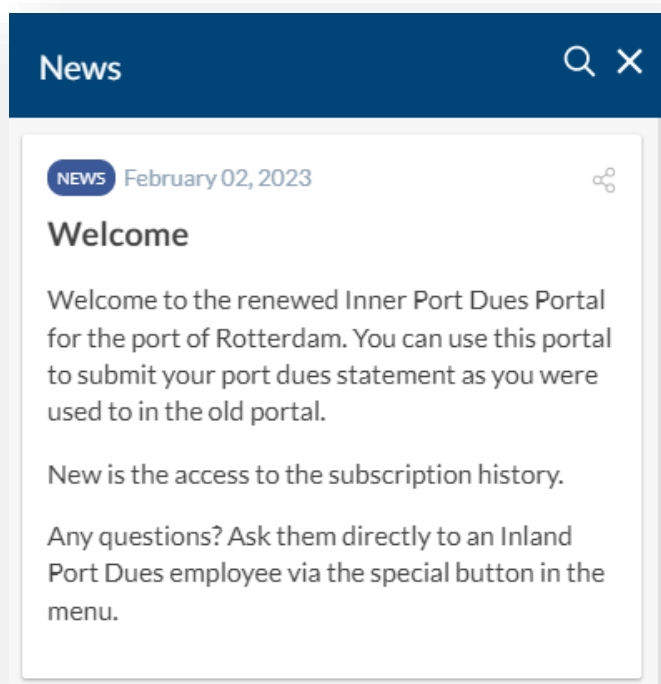 News
NEWS February 02, 2023
Welcome
Welcome to the renewed Inner Port Dues Portal
for the port of Rotterdam. You can use this portal
to submit your port dues statement as you were
used to in the old portal.
New is the access to the subscription history.
Any questions? Ask them directly to an Inland
Port Dues employee via the special button in the
menu.